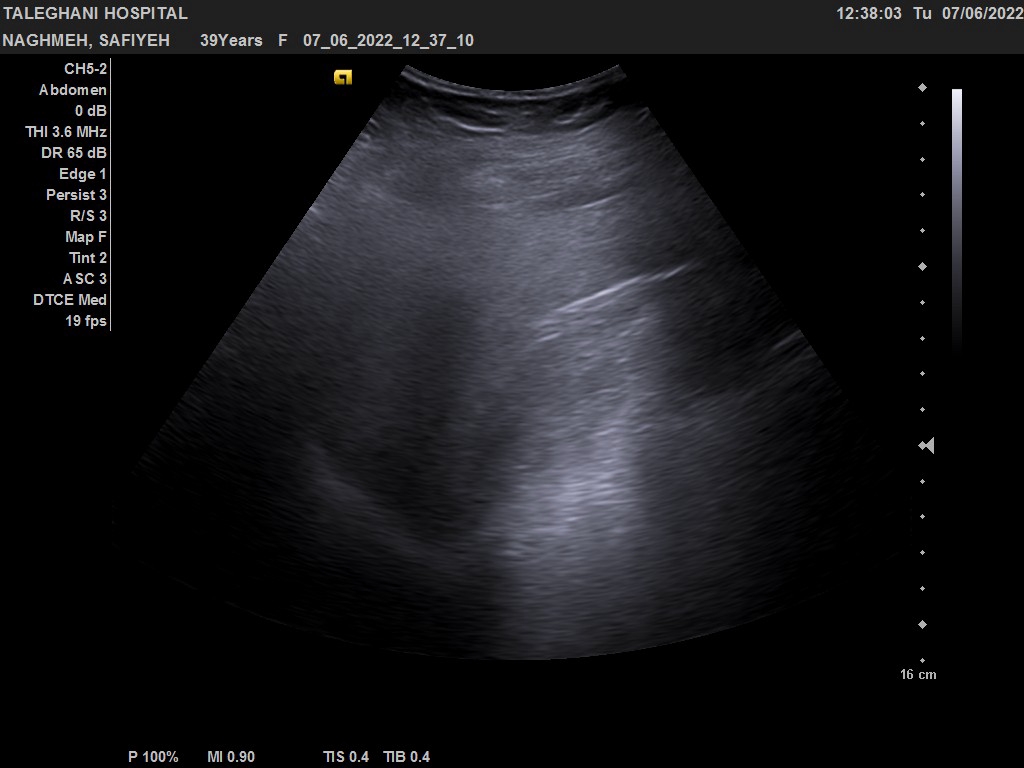 TALEGHANI HOSPITAL 12:38:03 Tu 07/06/2022
NAGHMEH, SAFIYEH 39Years F 07_06_2022_12_37_10
CH5-2
Abdomen
0 dB
THI 3.6 MHz
DR 65 dB
Edge 1
Persist 3
R/S 3
Map F
Tint 2
ASC 3
DTCE Med
19 fps
16 cm
P 100% MI 0.90 TIS 0.4 TIB 0.4